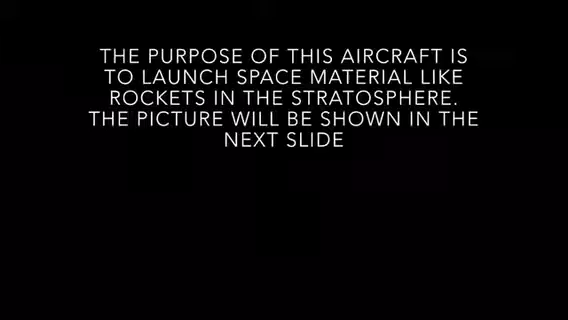 THE PURPOSE OF THIS AIRCRAFT IS
TO LAUNCH SPACE MATERIAL LIKE
ROCKETS IN THE STRATOSPHERE.
THE PICTURE WILL BE SHOWN IN THE
NEXT SLIDE